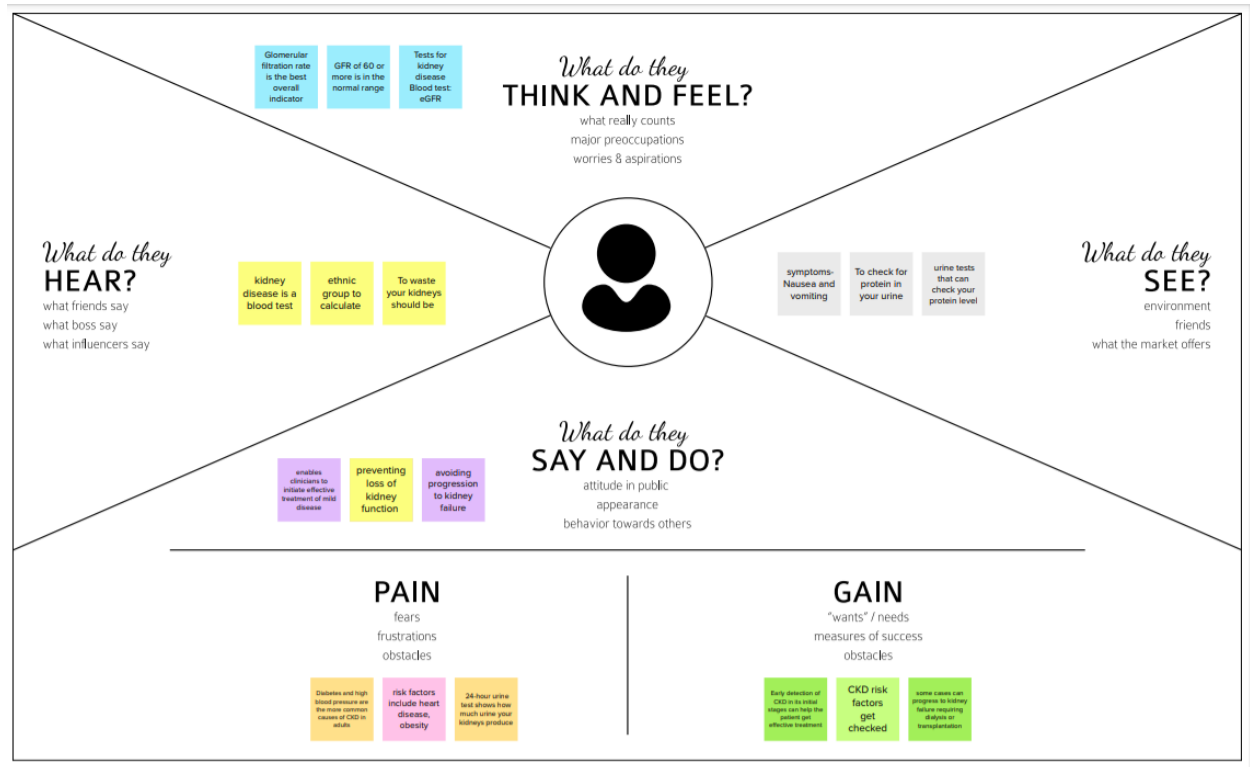 Glomerular
filtration rate
is the best
overall
indicator
GFR of 60 or
more is in the
normal range
Tests for
kidney
disease
Blood test:
eGFR
What do they
THINK AND FEEL?
what really counts
major preoccupations
worries & aspirations
What do they
HEAR?
what friends say
what boss say
what influencers say
kidney
disease is a
blood test
ethnic
group to
calculate
To waste
your kidneys
should be
symptoms-
Nausea and
vomiting
To check for
protein in
your urine
urine tests
that can
check your
protein level
What do they
SEE?
environment
friends
what the market offers
What do they
SAY AND DO?
attitude in public
appearance
behavior towards others
enables
clinicians to
initiate effective
treatment of mild
disease
preventing
loss of
kidney
function
avoiding
progression
to kidney
failure
PAIN
fears
frustrations
obstacles
Diabetes and high
blood pressure are
the more common
causes of CKD in
adults
risk factors
include heart
disease,
obesity
24-hour urine
test shows how
much urine your
kidneys produce
GAIN
"wants" / needs
measures of success
obstacles
Early detection of
CKD in its initial
stages can help the
patient get
effective treatment
CKD risk
factors
get
checked
some cases can
progress to kidney
failure requiring
dialysis or
transplantation